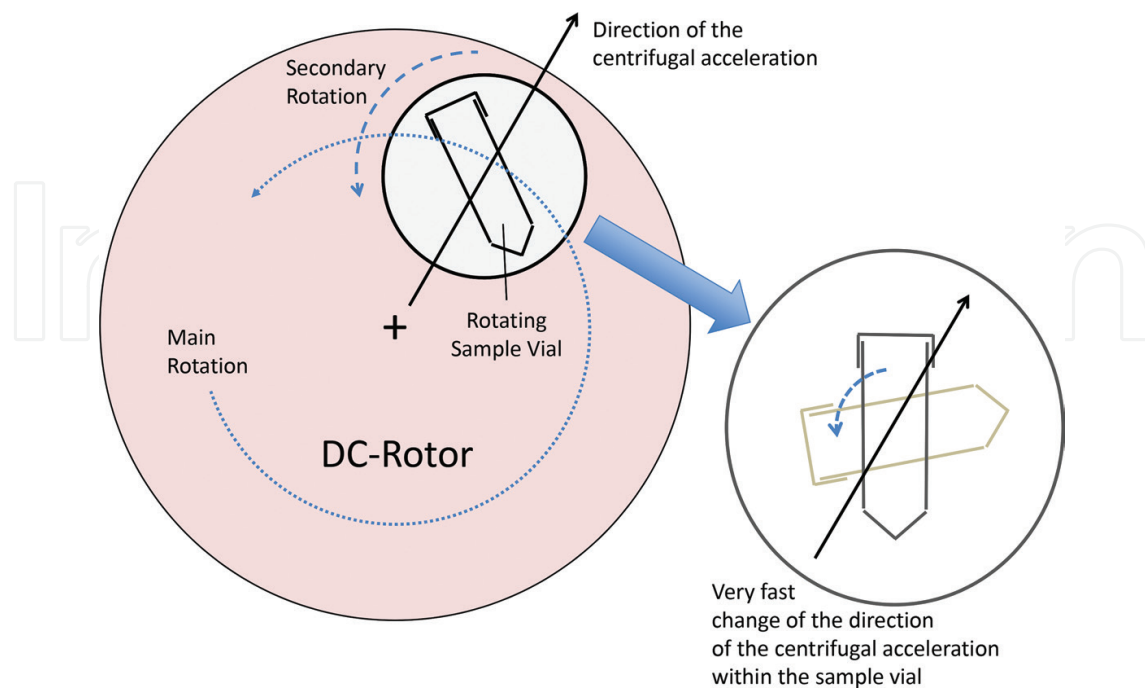 Direction of the
centrifugal acceleration
Secondary
Rotation
Rotating
Sample Vial
Main
Rotation
DC-Rotor
Very fast
change of the direction
of the centrifugal acceleration
within the sample vial